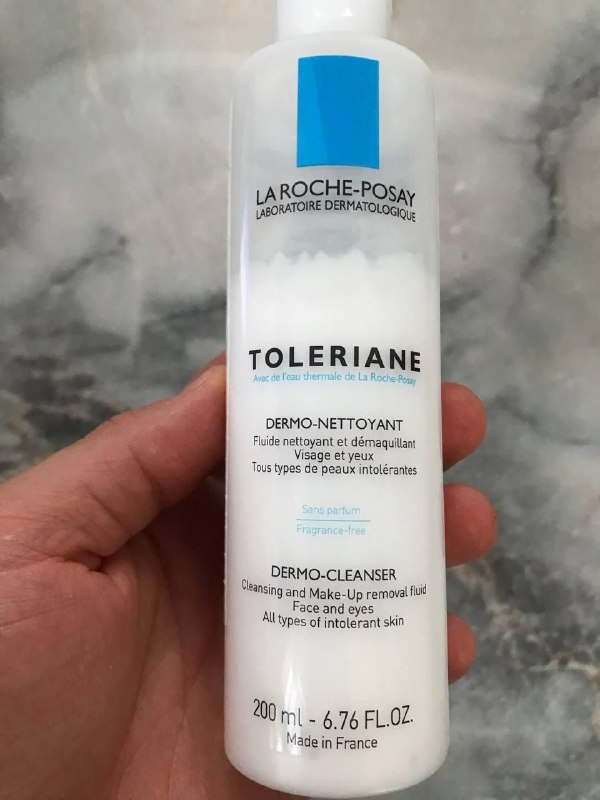 LA ROCHE-POSAY
LABORATOIRE DERMATOLOGIQUE
TOLERIANE
Avec de l'eau thermale de La Roche-Posay
DERMO-NETTOYANT
Fluide nettoyant et démaquillant
Visage et yeux
Tous types de peaux intolérantes
Sans parfum
Fragrance-free
DERMO-CLEANSER
Cleansing and Make-Up removal fluid
Face and eyes
All types of intolerant skin
200 ml - 6.76 FL.OZ.
Made in France